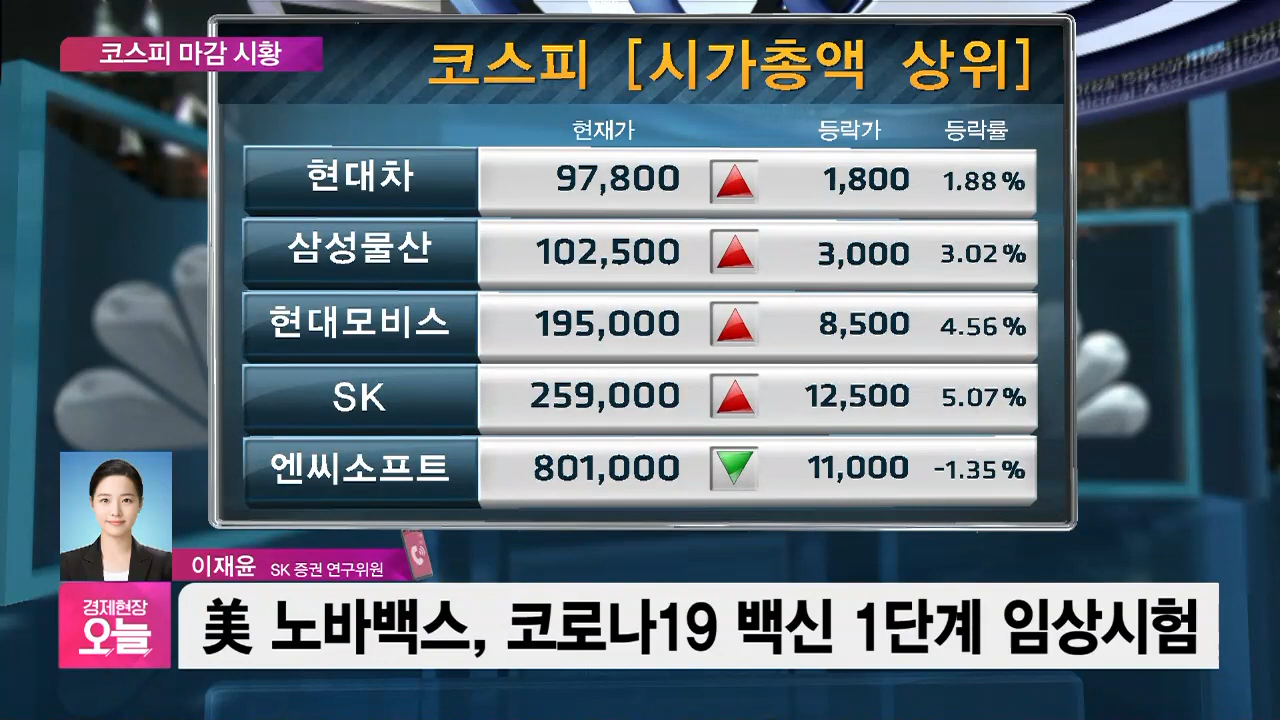 코스피 마감 시황
코스피 [시가총액 상위]
현재가 등락가 등락률
현대차 97,800 ▲ 1,800 1.88%
삼성물산 102,500 ▲ 3,000 3.02%
현대모비스 195,000 ▲ 8,500 4.56%
SK 259,000 ▲ 12,500 5.07%
엔씨소프트 801,000 ▼ 11,000 -1.35%
이재윤 SK 증권 연구위원
경제현장
오늘
美 노바백스, 코로나19 백신 1단계 임상시험